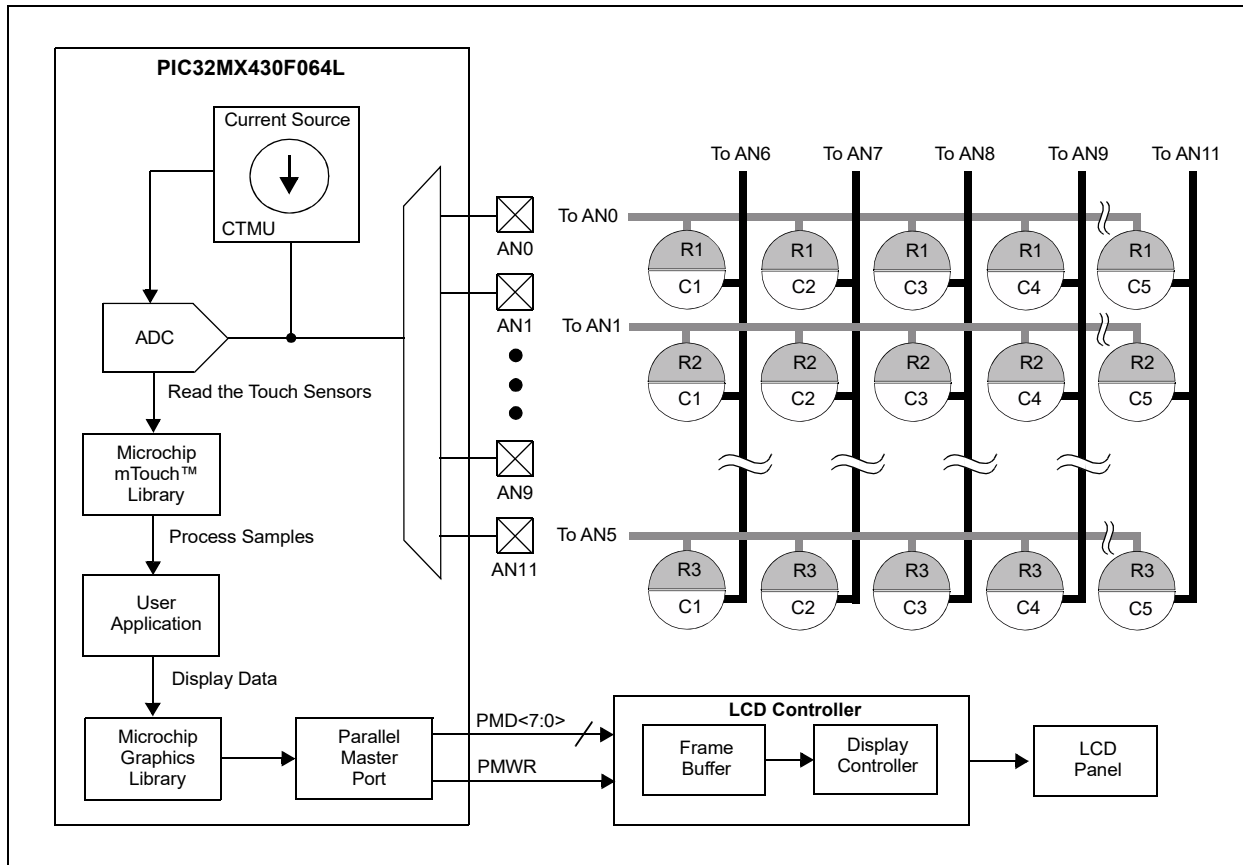 PIC32MX430F064L
Current Source
CTMU
ADC
Read the Touch Sensors
Microchip
mTouch™
Library
Process Samples
User
Application
Display Data
Microchip
Graphics
Library
Parallel
Master
Port
AN0
AN1
AN9
AN11
To AN6
To AN7
To AN8
To AN9
To AN11
To AN0
R1
R1
R1
R1
R1
C1
C2
C3
C4
C5
To AN1
R2
R2
R2
R2
R2
C1
C2
C3
C4
C5
To AN5
R3
R3
R3
R3
R3
C1
C2
C3
C4
C5
PMD<7:0>
PMWR
LCD Controller
Frame
Buffer
Display
Controller
LCD
Panel